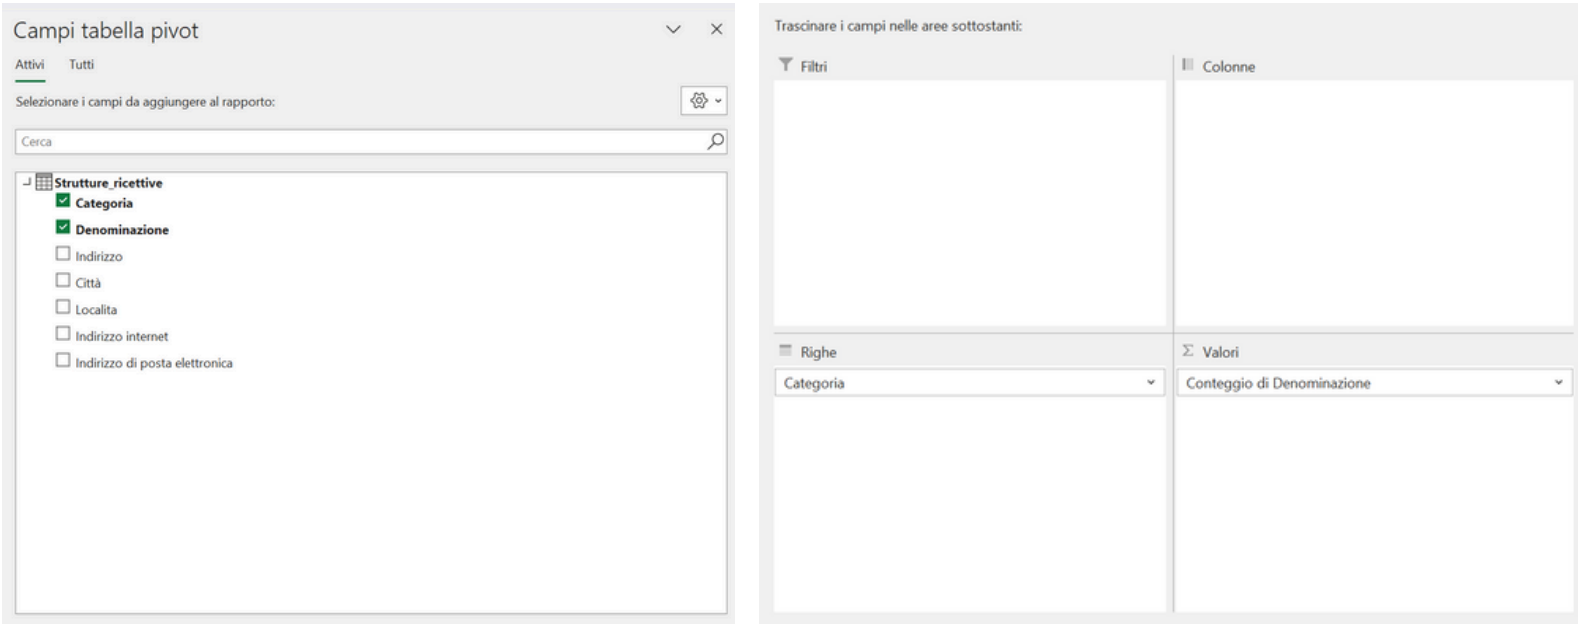 Campi tabella pivot
Attivi Tutti
Selezionare i campi da aggiungere al rapporto:
Cerca
Strutture_ricettive
Categoria
Denominazione
Indirizzo
Città
Localita
Indirizzo internet
Indirizzo di posta elettronica
Trascinare i campi nelle aree sottostanti:
Filtri
Colonne
Righe
Categoria
Σ Valori
Conteggio di Denominazione